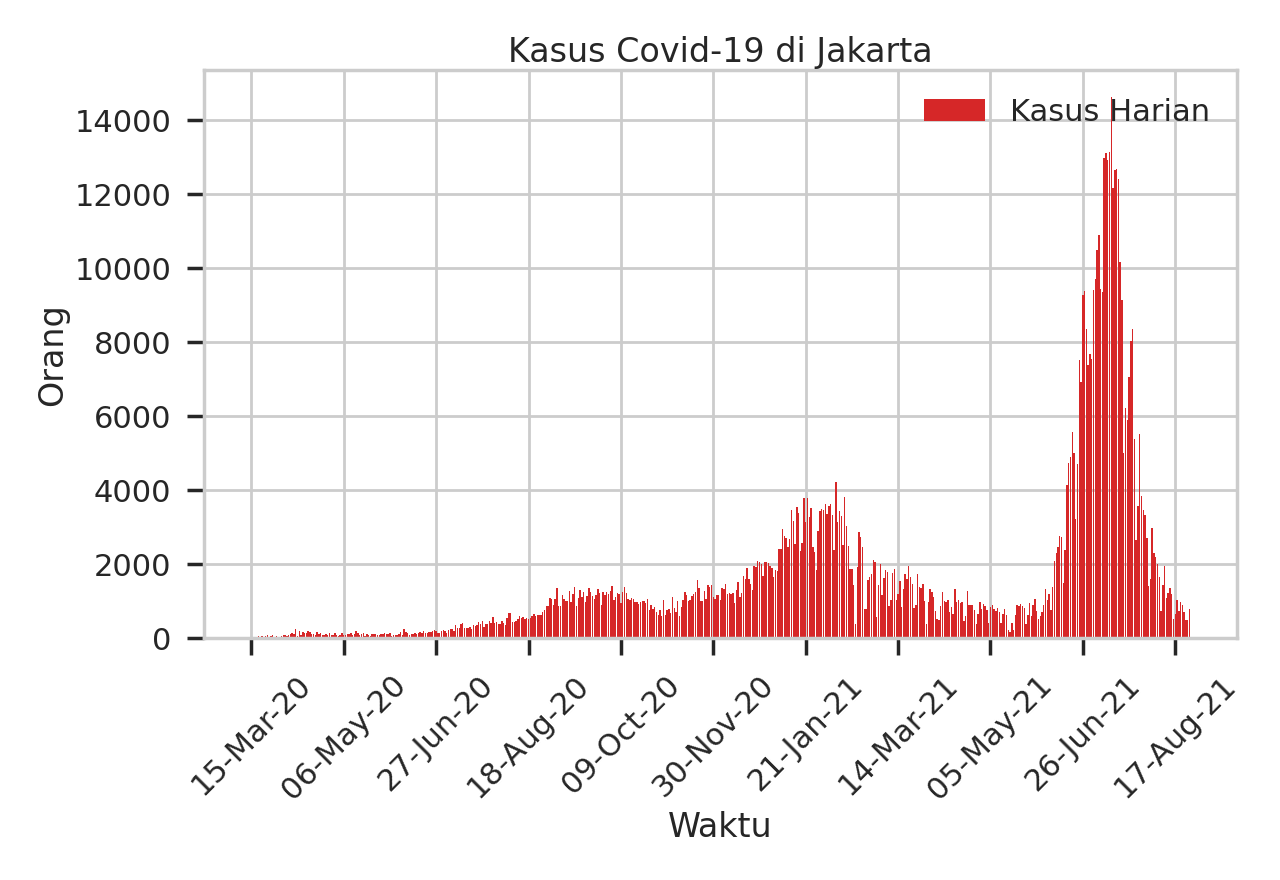 Kasus Covid-19 di Jakarta
Kasus Harian
14000
12000
10000
8000
6000
4000
2000
0
Orang
15-Mar-20
06-May-20
27-Jun-20
18-Aug-20
09-Oct-20
30-Nov-20
21-Jan-21
14-Mar-21
05-May-21
26-Jun-21
17-Aug-21
Waktu